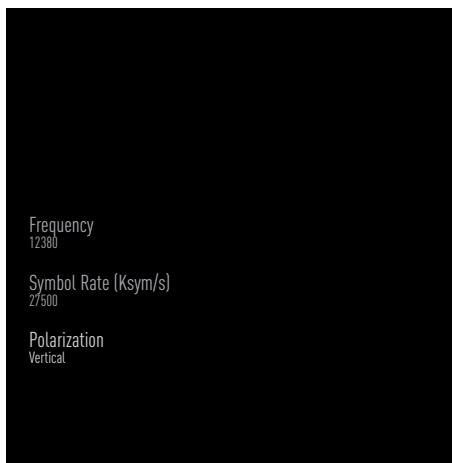 Frequency
12380
Symbol Rate (Ksym/s)
27500
Polarization
Vertical